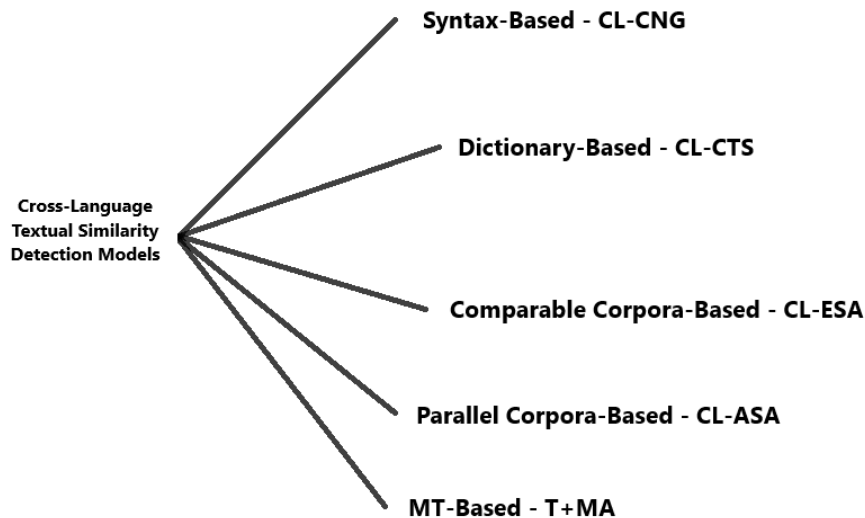 Syntax-Based - CL-CNG
Dictionary-Based - CL-CTS
Cross-Language
Textual Similarity
Detection Models
Comparable Corpora-Based - CL-ESA
Parallel Corpora-Based - CL-ASA
MT-Based - T+MA